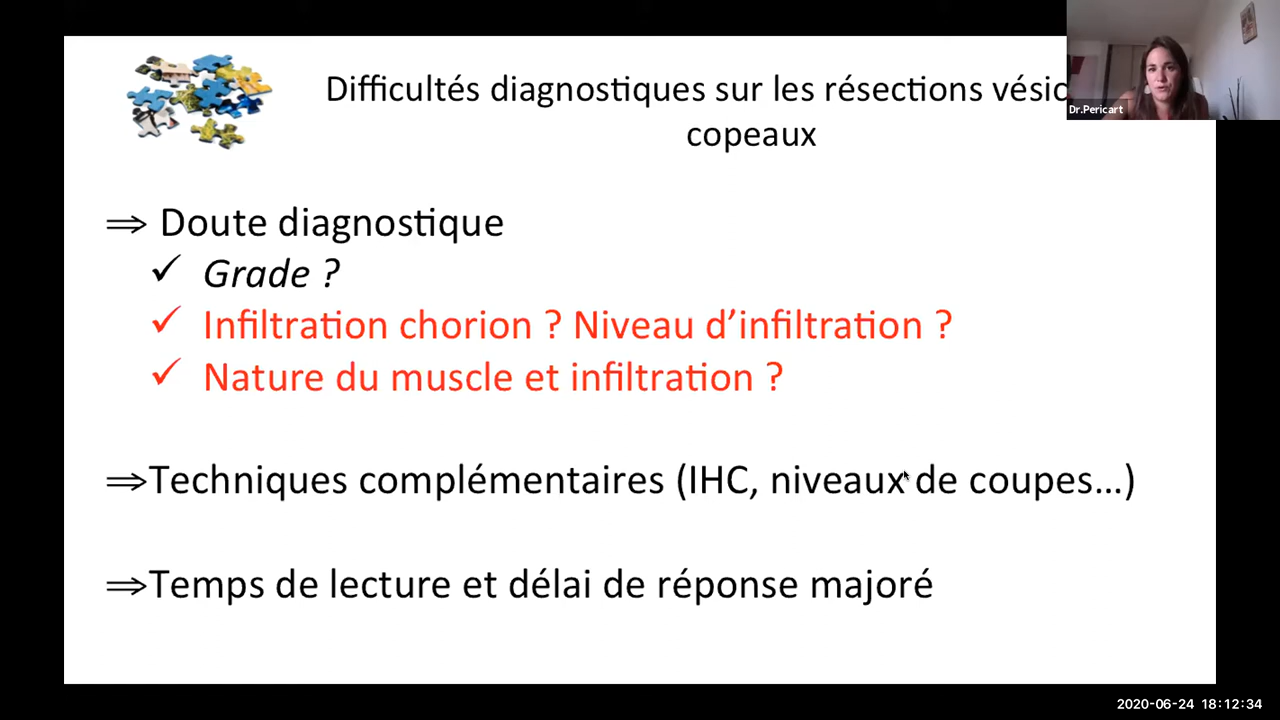 Difficultés diagnostiques sur les résections
copeaux
Dr.Pericart
⇒ Doute diagnostique
✓ Grade ?
✓ Infiltration chorion ? Niveau d’infiltration ?
✓ Nature du muscle et infiltration ?
⇒Techniques complémentaires (IHC, niveaux de coupes...)
⇒Temps de lecture et délai de réponse majoré
2020-06-24 18:12:34